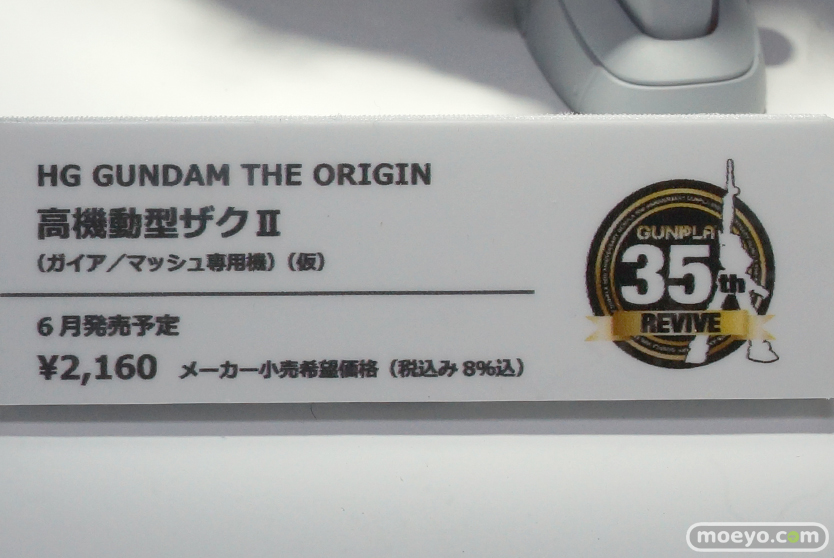 HG GUNDAM THE ORIGIN
高機動型ザクⅡ
（ガイア／マッシュ専用機）（仮）
6月発売予定
¥2,160 メーカー小売希望価格（税込み8%込）
GUNPLA
35th
REVIVE
moeyo.com